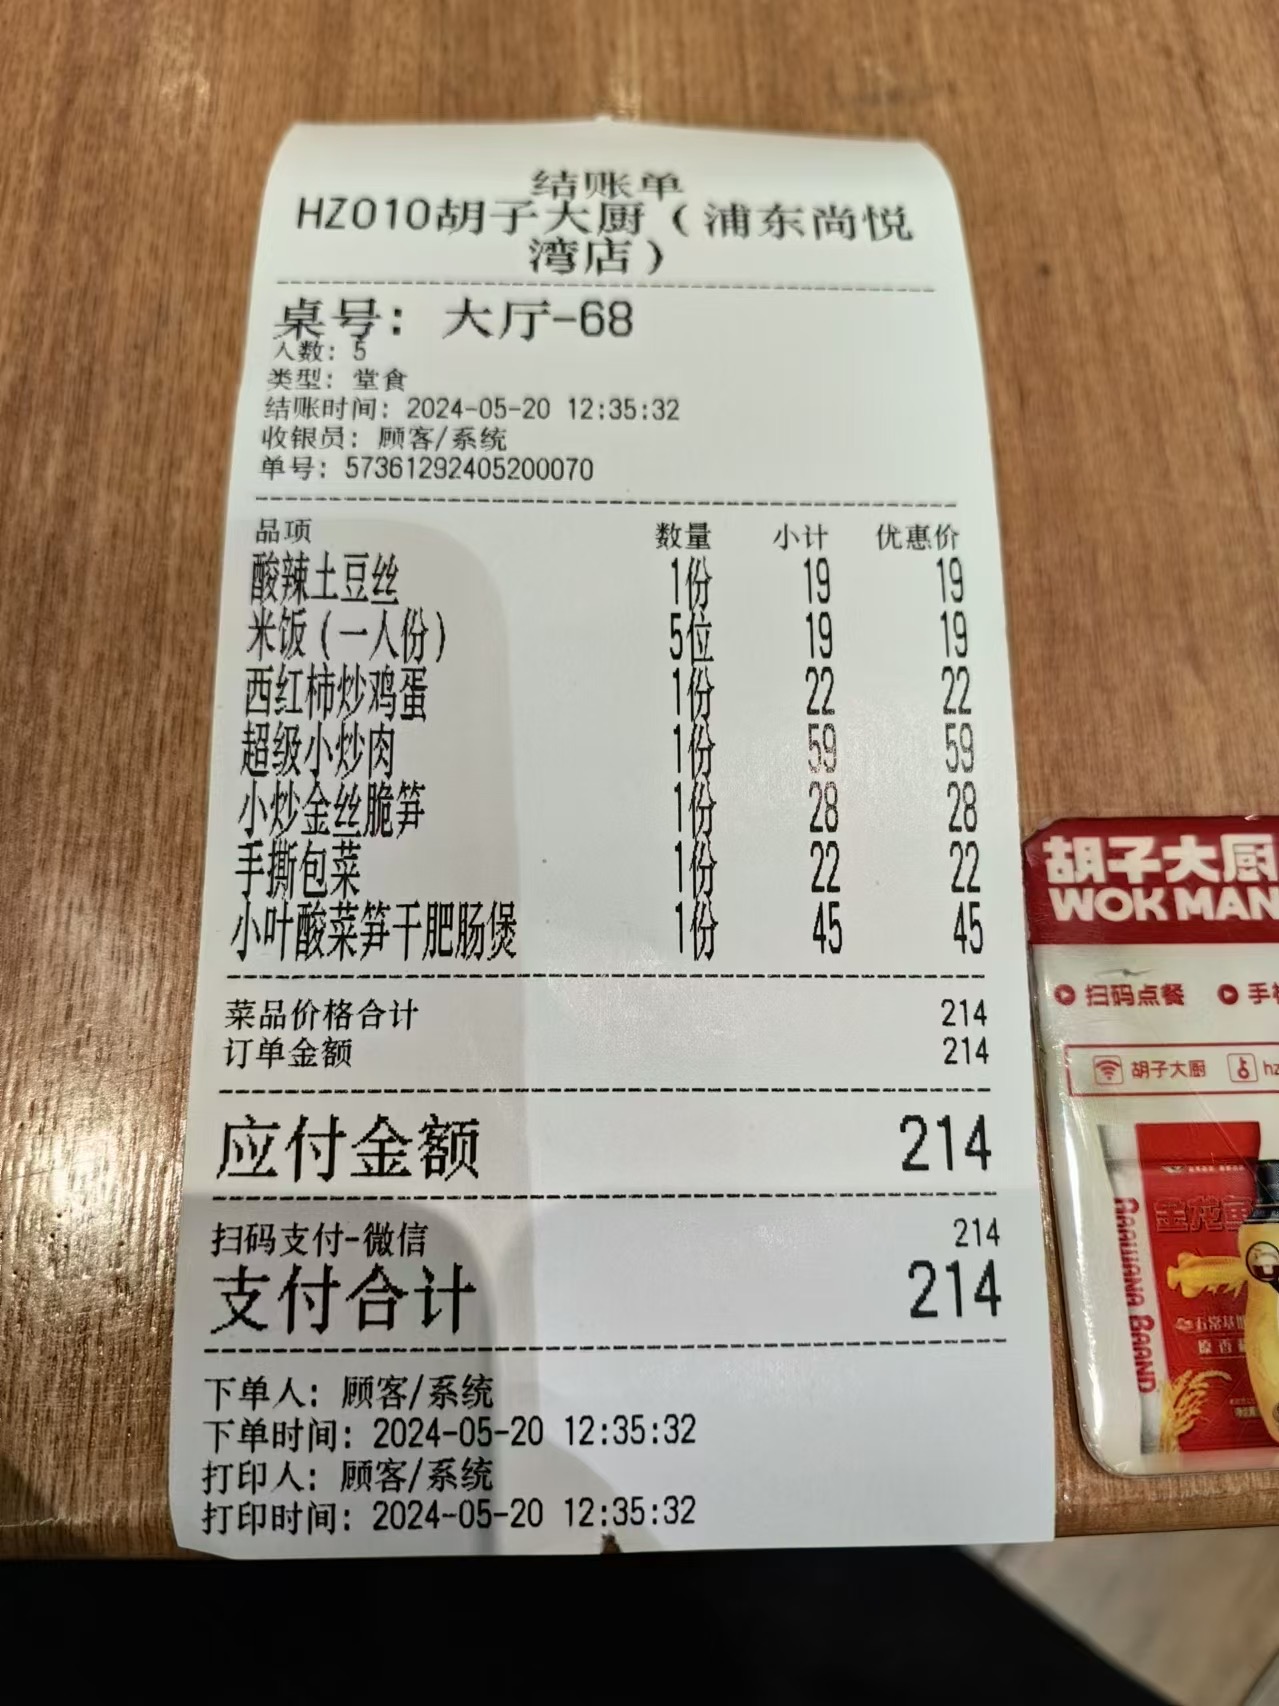 结账单
HZ010胡子大厨（浦东尚悦
湾店）
桌号： 大厅-68
人数： 5
类型： 堂食
结账时间： 2024-05-20 12:35:32
收银员： 顾客/系统
单号： 573612924052000​70
品项 数量 小计 优惠价
酸辣土豆丝 1份 19 19
米饭（一人份） 5位 19 19
西红柿炒鸡蛋 1份 22 22
超级小炒肉 1份 59 59
小炒金丝脆笋 1份 28 28
手撕包菜 1份 22 22
小叶酸菜笋干肥肠煲 1份 45 45
菜品价格合计 214
订单金额 214
应付金额 214
扫码支付-微信 214
支付合计 214
下单人： 顾客/系统
下单时间： 2024-05-20 12:35:32
打印人： 顾客/系统
打印时间： 2024-05-20 12:35:32
胡子大厨
WOK MAN
扫码点餐 手
胡子大厨 hz
金龙鱼
BRAND
原香